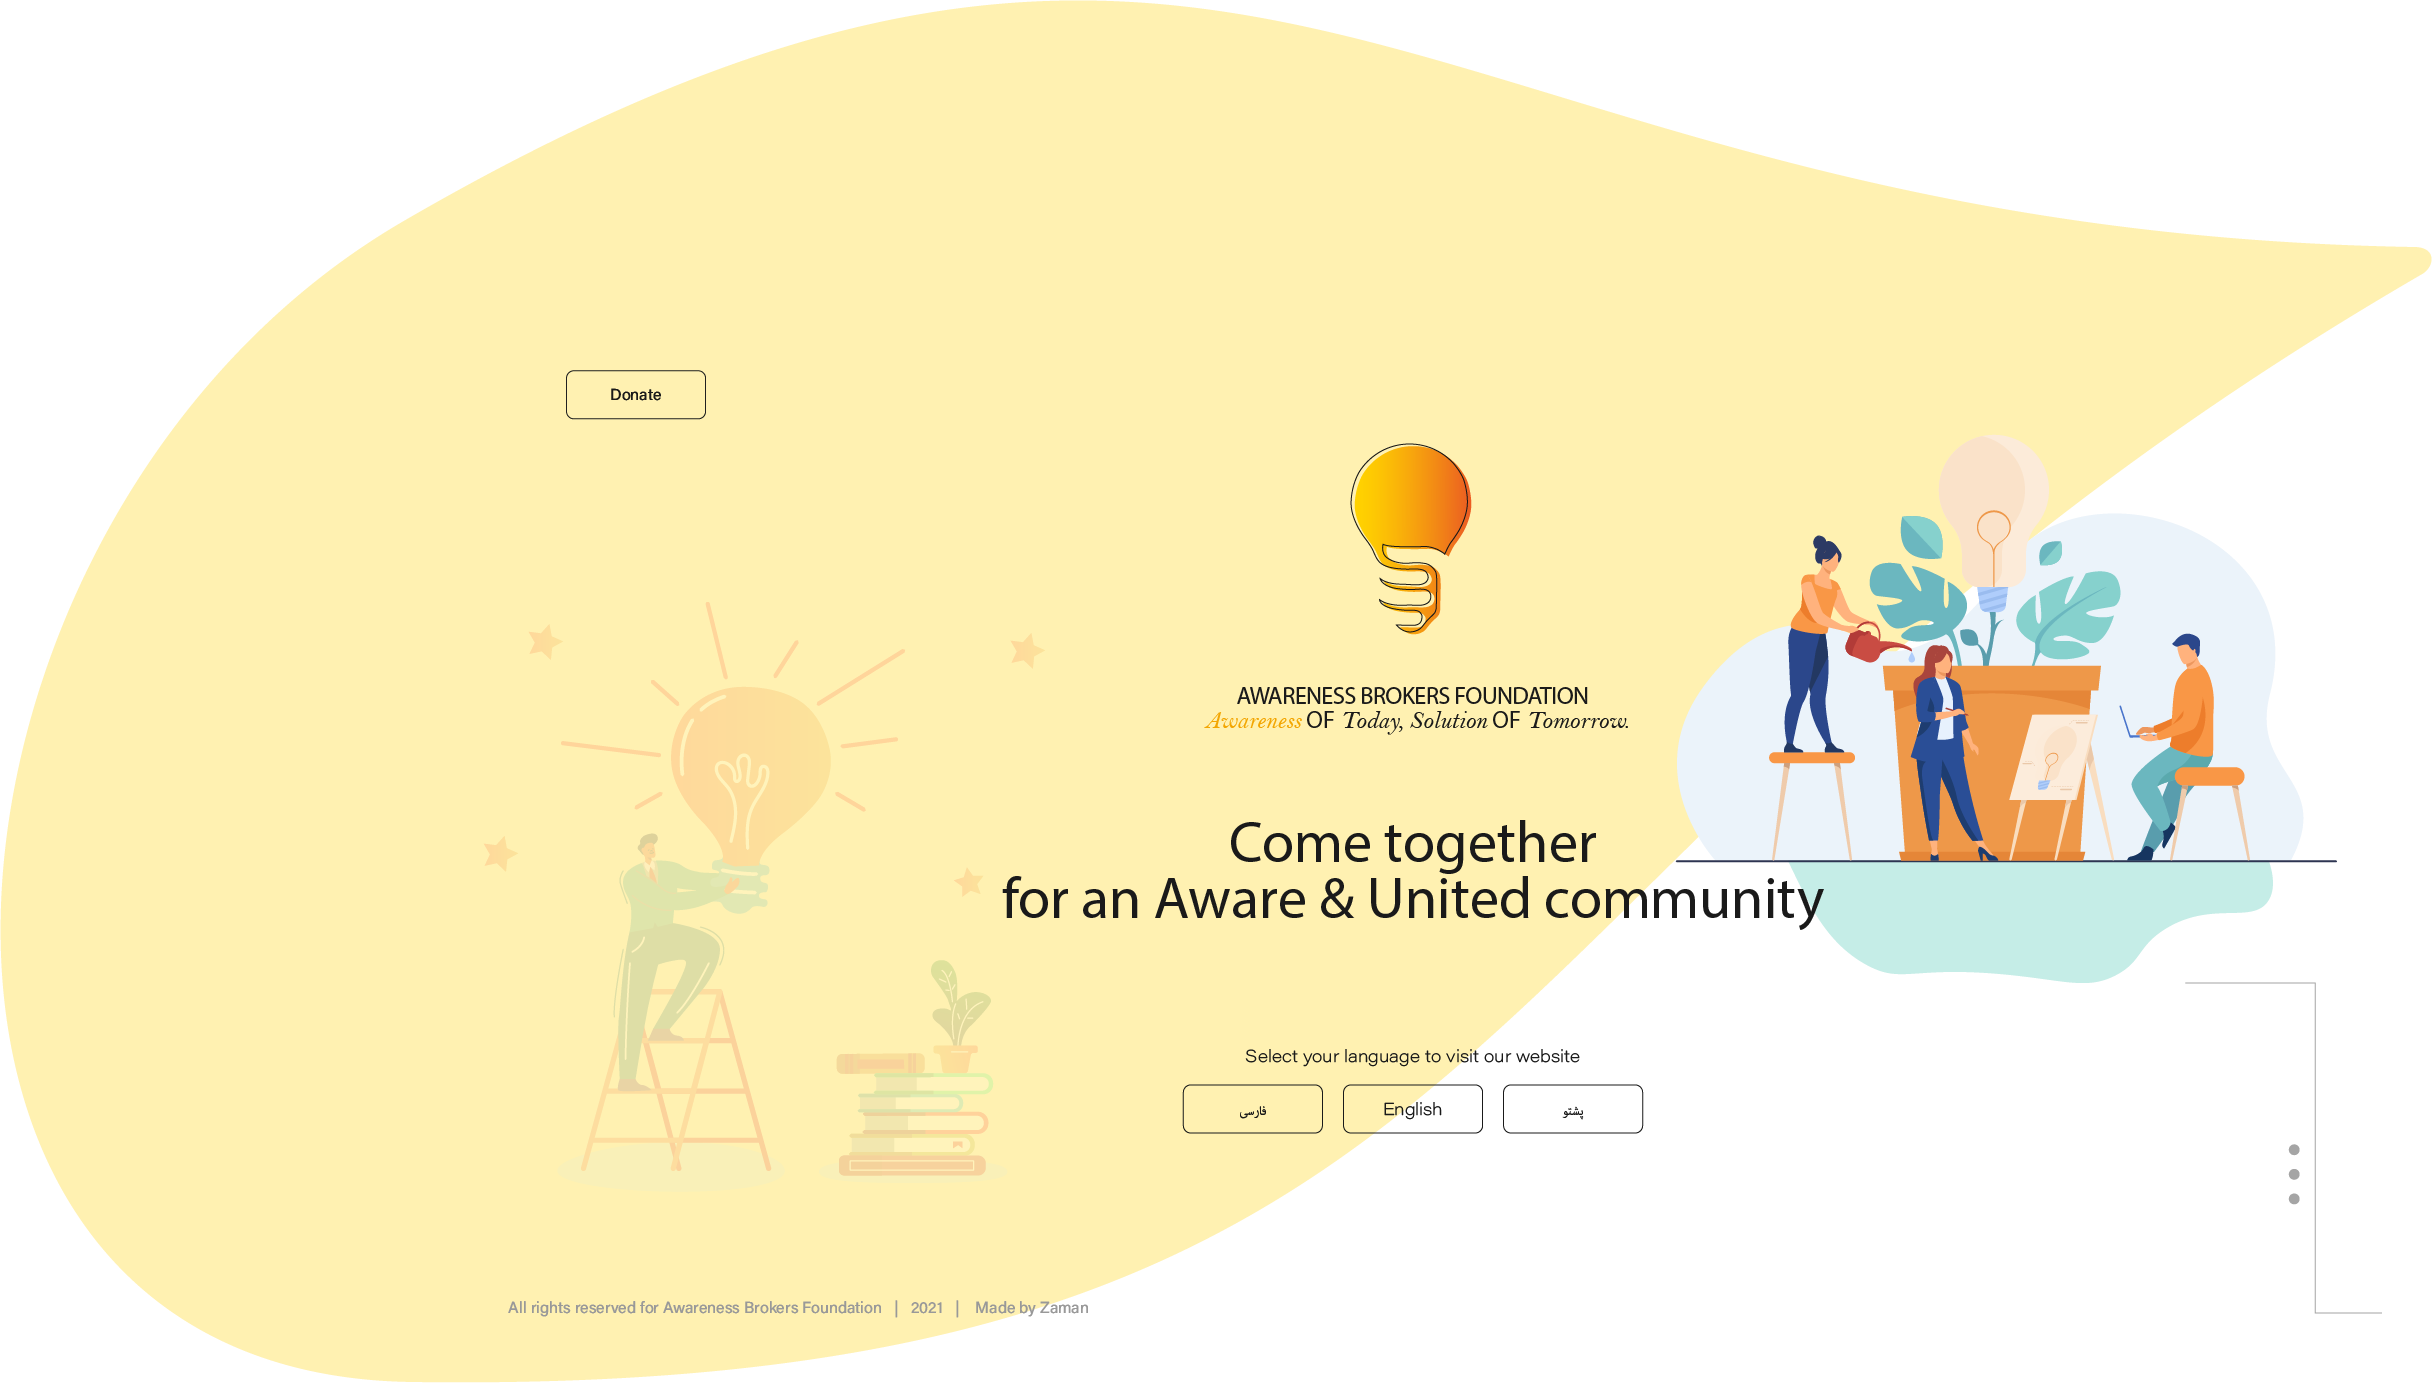 Donate
AWARENESS BROKERS FOUNDATION
Awareness OF Today, Solution OF Tomorrow.
Come together
for an Aware & United community
Select your language to visit our website
فارسی
English
پشتو
All rights reserved for Awareness Brokers Foundation | 2021 | Made by Zaman